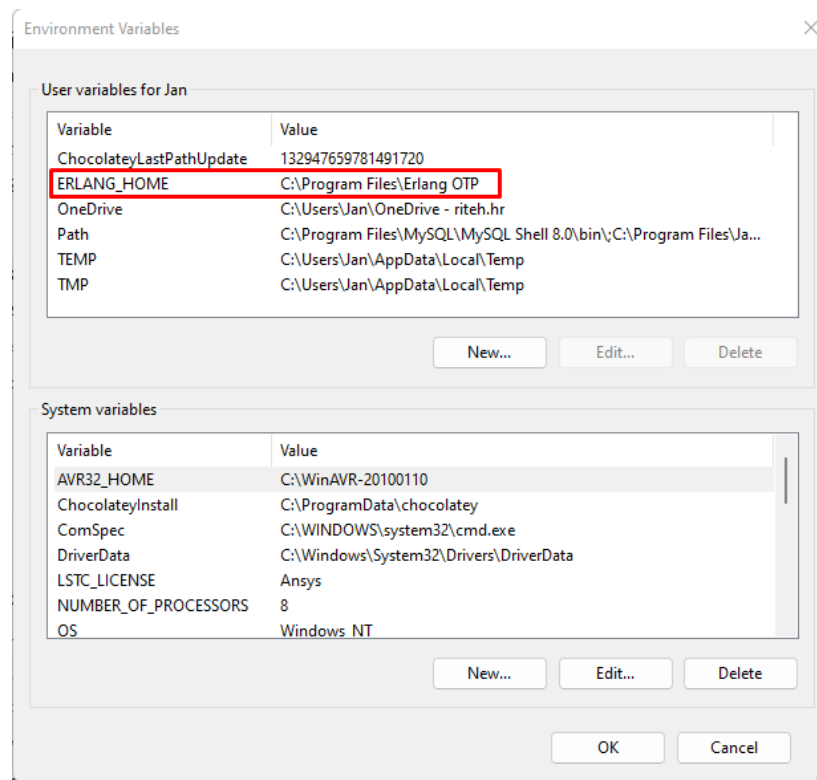 Environment Variables
User variables for Jan
Variable Value
ChocolateyLastPathUpdate 132947659781491720
ERLANG_HOME C:\Program Files\Erlang OTP
OneDrive C:\Users\Jan\OneDrive - riteh.hr
Path C:\Program Files\MySQL\MySQL Shell 8.0\bin\;C:\Program Files\Ja...
TEMP C:\Users\Jan\AppData\Local\Temp
TMP C:\Users\Jan\AppData\Local\Temp
New... Edit... Delete
System variables
Variable Value
AVR32_HOME C:\WinAVR-20100110
ChocolateyInstall C:\ProgramData\chocolatey
ComSpec C:\WINDOWS\system32\cmd.exe
DriverData C:\Windows\System32\Drivers\DriverData
LSTC_LICENSE Ansys
NUMBER_OF_PROCESSORS 8
OS Windows_NT
New... Edit... Delete
OK Cancel